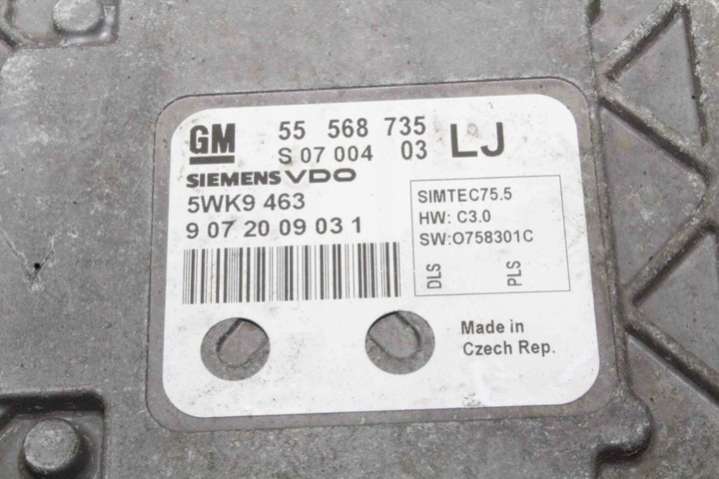 GM 55 568 735 LJ
S 07 004 03
SIEMENS VDO
5WK9 463
9 07 20 09 03 1
SIMTEC75.5
HW: C3.0
SW:O758301C
DLS
PLS
Made in
Czech Rep.